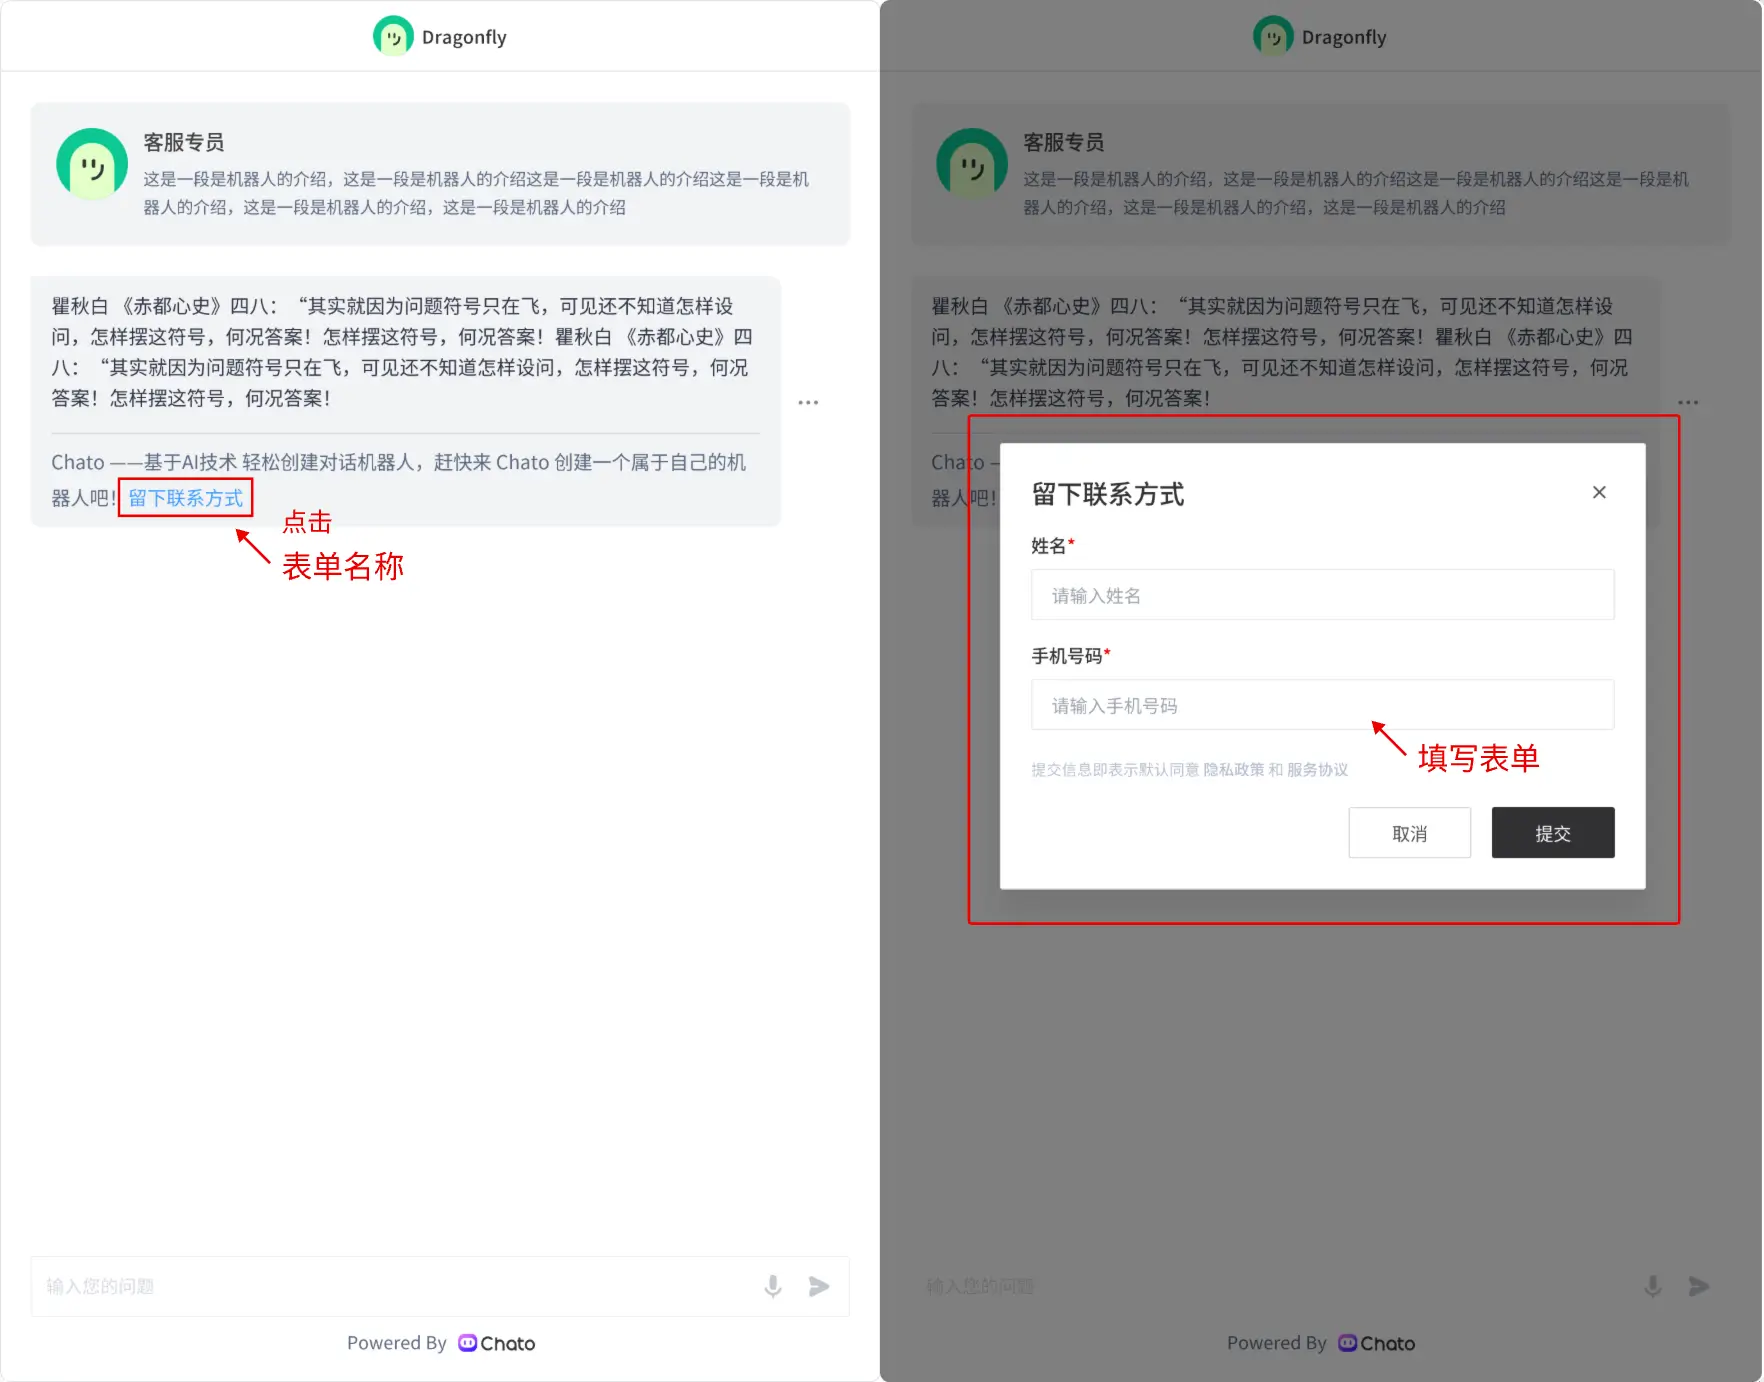 Dragonfly
客服专员
这是一段是机器人的介绍，这是一段是机器人的介绍这是一段是机器人的介绍这是一段是机
器人的介绍，这是一段是机器人的介绍，这是一段是机器人的介绍
瞿秋白 《赤都心史》四八：“其实就因为问题符号只在飞，可见还不知道怎样设
问，怎样摆这符号，何况答案！怎样摆这符号，何况答案！瞿秋白 《赤都心史》四
八：“其实就因为问题符号只在飞，可见还不知道怎样设问，怎样摆这符号，何况
答案！怎样摆这符号，何况答案！
Chato ——基于AI技术 轻松创建对话机器人，赶快来 Chato 创建一个属于自己的机
器人吧！留下联系方式
点击
表单名称
输入您的问题
Powered By Chato
Dragonfly
客服专员
这是一段是机器人的介绍，这是一段是机器人的介绍这是一段是机器人的介绍这是一段是机
器人的介绍，这是一段是机器人的介绍，这是一段是机器人的介绍
瞿秋白 《赤都心史》四八：“其实就因为问题符号只在飞，可见还不知道怎样设
问，怎样摆这符号，何况答案！怎样摆这符号，何况答案！瞿秋白 《赤都心史》四
八：“其实就因为问题符号只在飞，可见还不知道怎样设问，怎样摆这符号，何况
答案！怎样摆这符号，何况答案！
Chato —
器人吧！
留下联系方式
姓名*
请输入姓名
手机号码*
请输入手机号码
填写表单
提交信息即表示默认同意 隐私政策 和 服务协议
取消
提交
输入您的问题
Powered By Chato